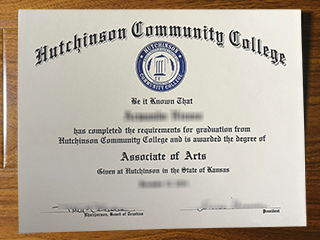 Hutchinson Community College
HUTCHINSON
COMMUNITY COLLEGE
Be it Known That
has completed the requirements for graduation from
Hutchinson Community College and is awarded the degree of
Associate of Arts
Given at Hutchinson in the State of Kansas
Chairperson, Board of Trustees
President